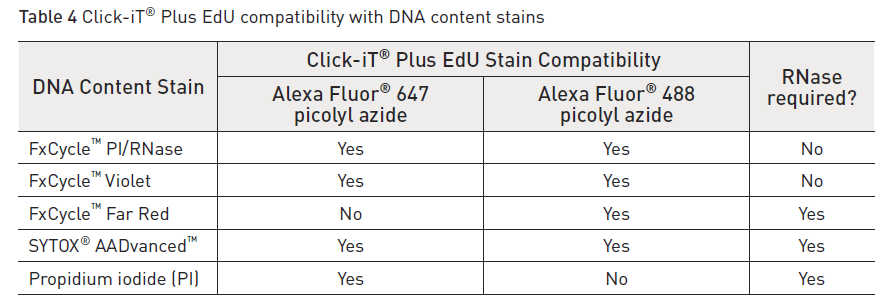 Table 4 Click-iT® Plus EdU compatibility with DNA content stains
DNA Content Stain
Click-iT® Plus EdU Stain Compatibility
RNase required?
Alexa Fluor® 647 picolyl azide
Alexa Fluor® 488 picolyl azide
FxCycle™ PI/RNase Yes Yes No
FxCycle™ Violet Yes Yes No
FxCycle™ Far Red No Yes Yes
SYTOX® AADvanced™ Yes Yes Yes
Propidium iodide (PI) Yes No Yes